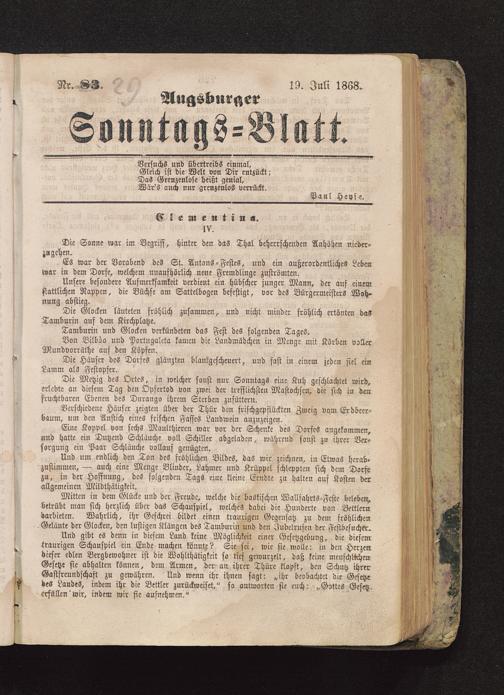 Nr. 83. 29
19. Juli 1868.
Augsburger
Sonntags=Blatt.
Versuchs und übertreibs einmal,
Gleich ist die Welt von Dir entzückt;
Das Grenzenlose heißt genial,
Wär's auch nur grenzenlos verrückt.
Paul Heyse.
Clementina.
IV.
Die Sonne war im Begriff, hinter den das Thal beherrschenden Anhöhen nieder-
zugehen.
Es war der Vorabend des St. Antons-Festes, und ein außerordentliches Leben
war in dem Dorfe, welchem unaufhörlich neue Fremdlinge zuströmten.
Unsere besondere Aufmerksamkeit verdient ein hübscher junger Mann, der auf einem
stattlichen Rappen, die Büchse am Sattelbogen befestigt, vor des Bürgermeisters Woh-
nung abstieg.
Die Glocken läuteten fröhlich zusammen, und nicht minder fröhlich ertönten das
Tamburin auf dem Kirchplatze.
Tamburin und Glocken verkündeten das Fest des folgenden Tages.
Von Bilbao und Portugaleta kamen die Landmädchen in Menge mit Körben voller
Mundvorräthe auf den Köpfen.
Die Häuser des Dorfes glänzten blankgescheuert, und fast in einem jeden fiel ein
Lamm als Festopfer.
Die Metzig des Ortes, in welcher sonst nur Sonntags eine Kuh geschlachtet wird,
erlebte an diesem Tag den Opfertod von zwei der trefflichsten Mastochsen, die sich in den
fruchtbaren Ebenen des Durango ihrem Sterben zufüttern.
Verschiedene Häuser zeigten über der Thür den frischgepflückten Zweig vom Erdbeer-
baum, um den Anstich eines frischen Fasses Landwein anzuzeigen.
Eine Koppel von sechs Maulthieren war vor der Schenke des Dorfes angekommen,
und hatte ein Dutzend Schläuche voll Schiller abgeladen, während sonst zu ihrer Ver-
sorgung ein Paar Schläuche vollauf genügten.
Und um endlich den Ton des fröhlichen Bildes, das wir zeichnen, in Etwas herab-
zustimmen, — auch eine Menge Blinder, Lahmer und Krüppel schleppten sich dem Dorfe
zu, in der Hoffnung, des folgenden Tags eine kleine Erndte zu halten auf Kosten der
allgemeinen Mildthätigkeit.
Mitten in dem Glücke und der Freude, welche die baskischen Wallfahrts-Feste beleben,
betrübt man sich herzlich über das Schauspiel, welches dabei die Hunderte von Bettlern
darbieten. Wahrlich, ihr Geschrei bildet einen traurigen Gegensatz zu dem fröhlichen
Geläute der Glocken, den lustigen Klängen des Tamburin und den Jubelrufen der Festbesucher.
Und gibt es denn in diesem Land keine Möglichkeit einer Gesetzgebung, die diesem
traurigen Schauspiel ein Ende machen könnte? Sie sei, wie sie wolle: in den Herzen
dieser edlen Bergbewohner ist die Wohlthätigkeit so tief gewurzelt, daß keine menschlichen
Gesetze sie abhalten können, dem Armen, der an ihrer Thüre klopft, den Schutz ihrer
Gastfreundschaft zu gewähren. Und wenn ihr ihnen sagt: „ihr beobachtet die Gesetze
des Landes, indem ihr die Bettler zurückweiset," so antworten sie euch: „Gottes Gesetz
erfüllen wir, indem wir sie aufnehmen."